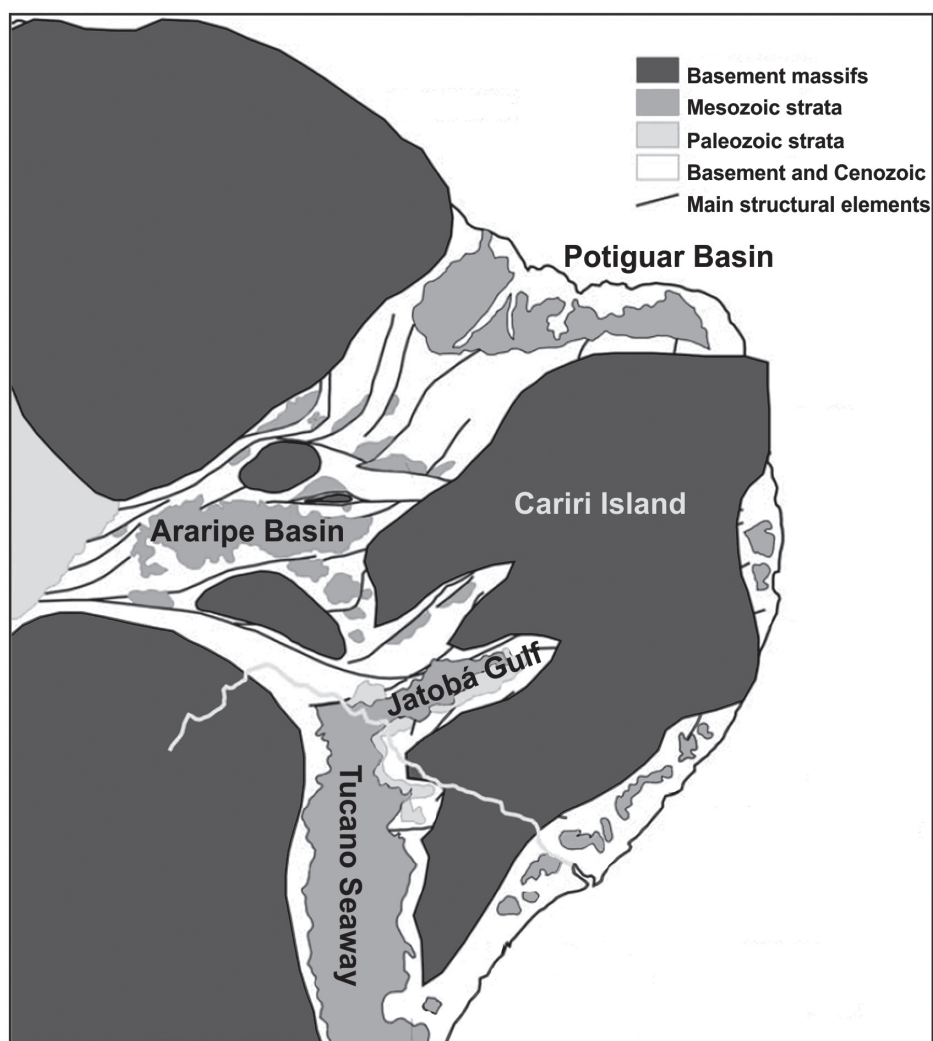 Basement massifs
Mesozoic strata
Paleozoic strata
Basement and Cenozoic
Main structural elements
Potiguar Basin
Cariri Island
Araripe Basin
Jatobá Gulf
Tucano Seaway